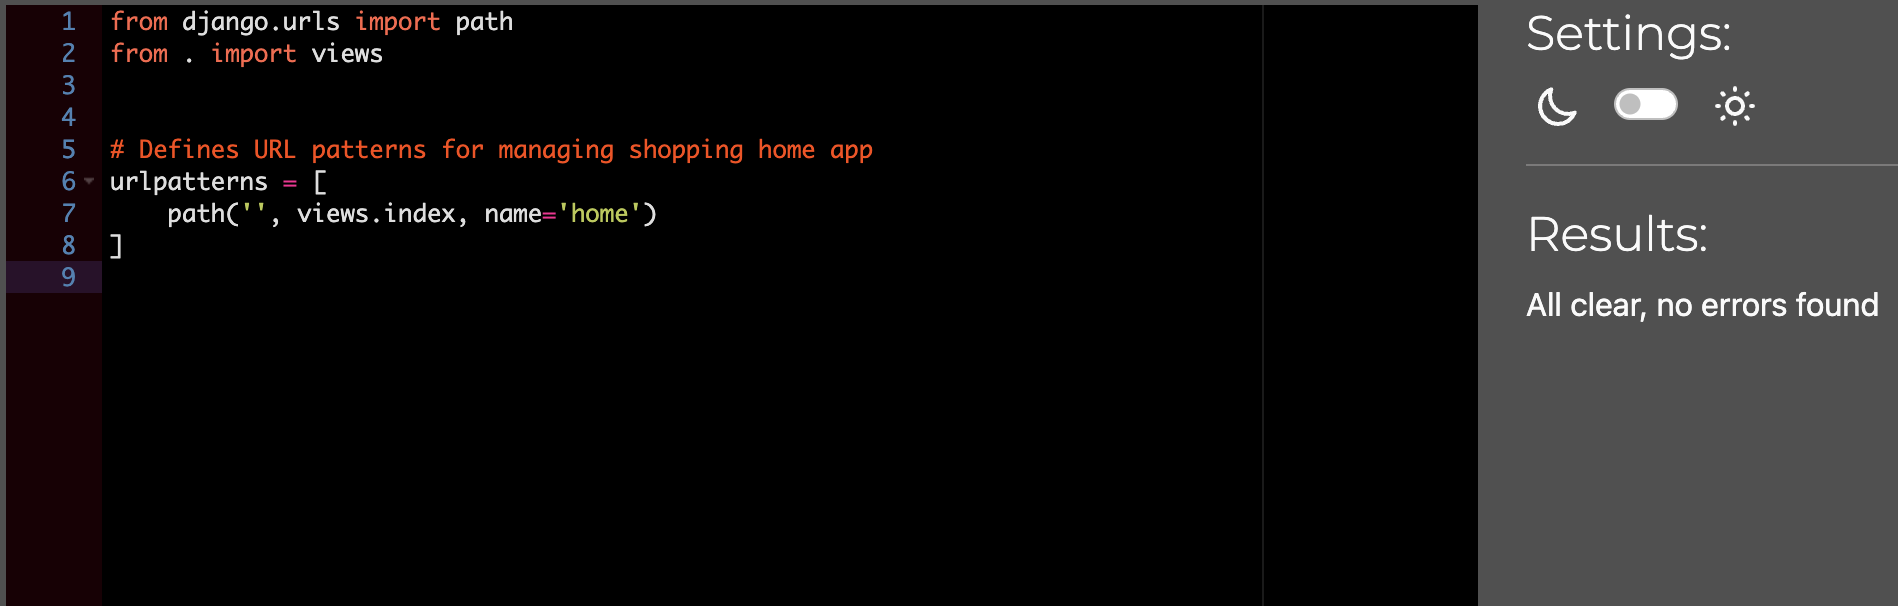 1 from django.urls import path
2 from . import views
3
4
5 # Defines URL patterns for managing shopping home app
6 urlpatterns = [
7     path('', views.index, name='home')
8 ]
9
Settings:
Results:
All clear, no errors found